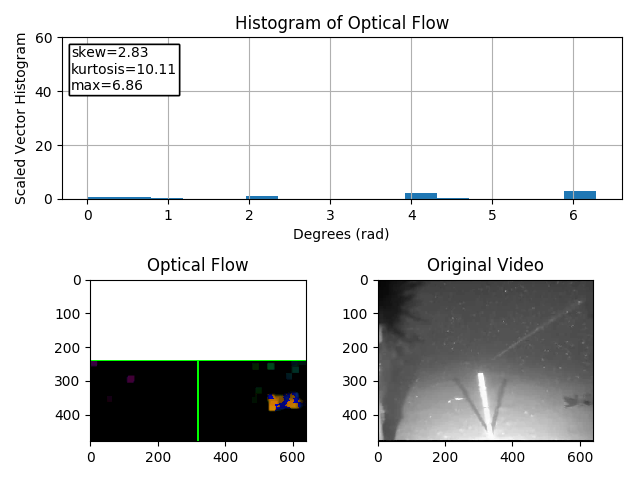 Histogram of Optical Flow
Scaled Vector Histogram
60
40
20
0
skew=2.83
kurtosis=10.11
max=6.86
0 1 2 3 4 5 6
Degrees (rad)
Optical Flow
0
100
200
300
400
0 200 400 600
Original Video
0
100
200
300
400
0 200 400 600